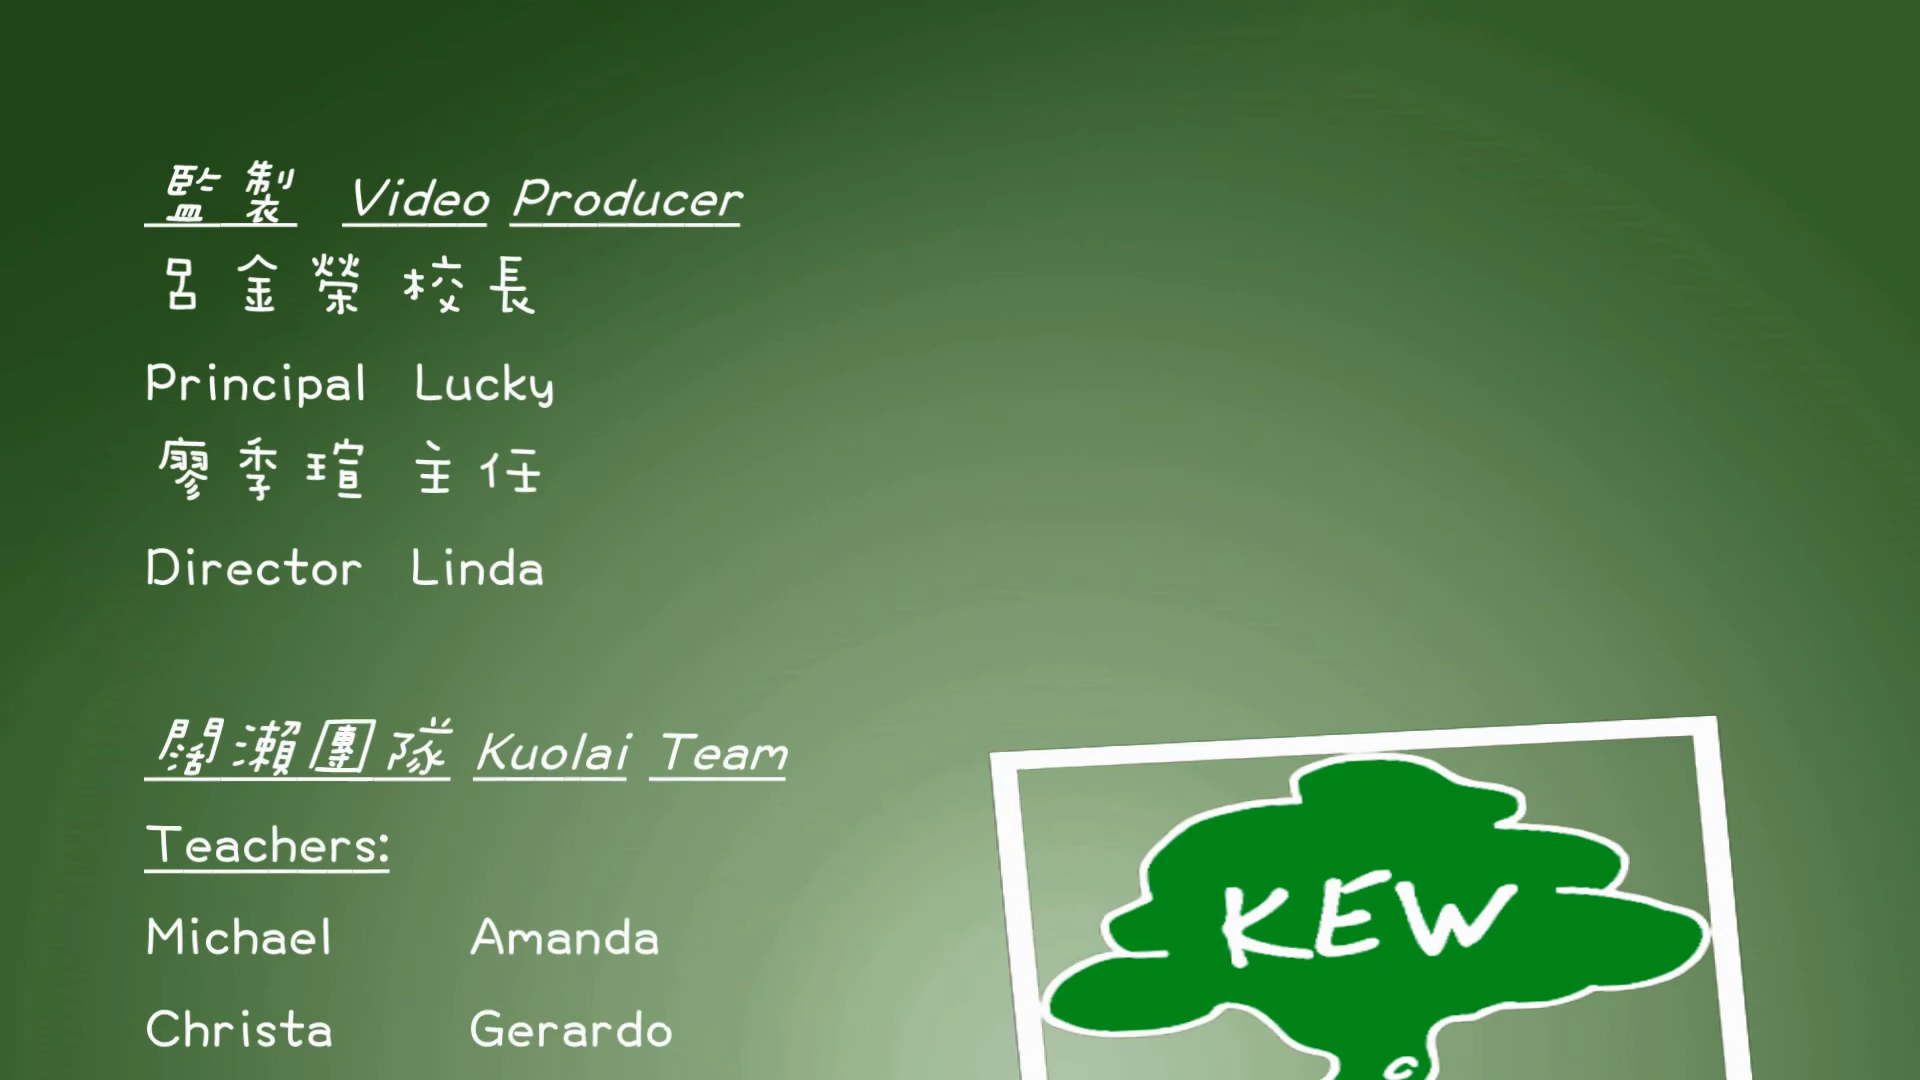 監製 Video Producer
呂金榮校長
Principal Lucky
廖季瑄 主任
Director Linda
闊瀨團隊 Kuolai Team
Teachers:
Michael Amanda
Christa Gerardo
KEW